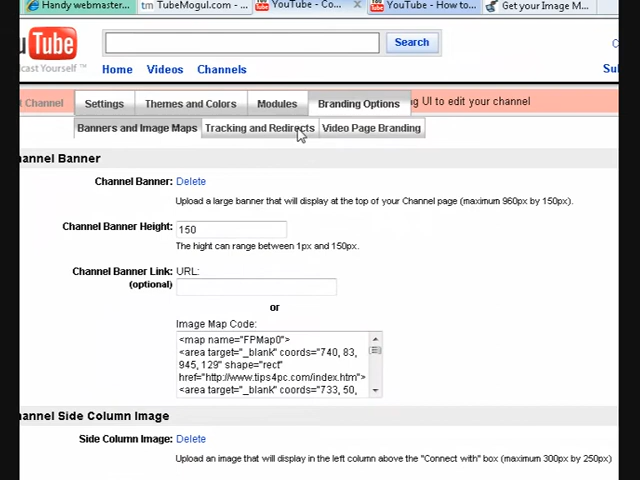 Handy webmaster... tm TubeMogul.com - ... YouTube - Co... YouTube - How to... Get your Image M...
uTube
Search
cast Yourself ™ Home Videos Channels
t Channel Settings Themes and Colors Modules Branding Options g UI to edit your channel
Banners and Image Maps Tracking and Redirects Video Page Branding
hannel Banner
Channel Banner: Delete
Upload a large banner that will display at the top of your Channel page (maximum 960px by 150px).
Channel Banner Height: 150
The hight can range between 1px and 150px.
Channel Banner Link: URL:
(optional)
or
Image Map Code:
<map name="FPMap0">
<area target="_blank" coords="740, 83,
945, 129" shape="rect"
href="http://www.tips4pc.com/index.htm">
<area target="_blank" coords="733, 50,
hannel Side Column Image
Side Column Image: Delete
Upload an image that will display in the left column above the "Connect with" box (maximum 300px by 250px)